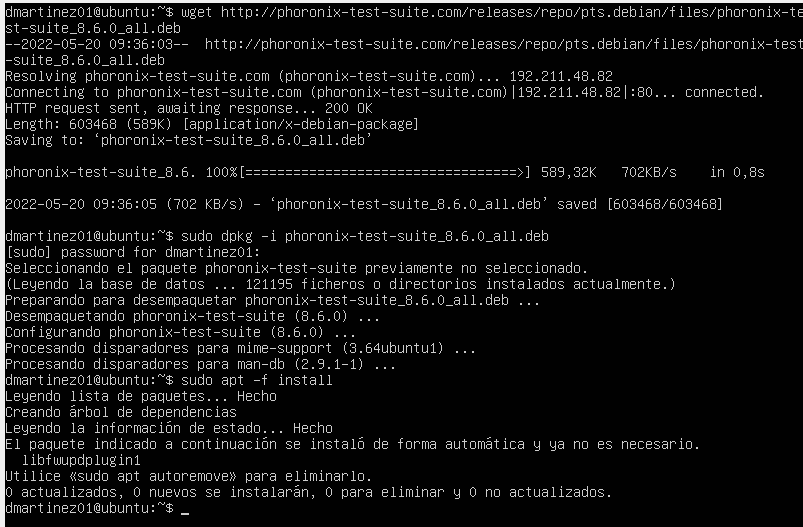 dmartinez01@ubuntu:~$ wget http://phoronix-test-suite.com/releases/repo/pts.debian/files/phoronix-te
st-suite_8.6.0_all.deb
--2022-05-20 09:36:03--  http://phoronix-test-suite.com/releases/repo/pts.debian/files/phoronix-test
-suite_8.6.0_all.deb
Resolving phoronix-test-suite.com (phoronix-test-suite.com)... 192.211.48.82
Connecting to phoronix-test-suite.com (phoronix-test-suite.com)|192.211.48.82|:80... connected.
HTTP request sent, awaiting response... 200 OK
Length: 603468 (589K) [application/x-debian-package]
Saving to: ‘phoronix-test-suite_8.6.0_all.deb’
phoronix-test-suite_8.6. 100%[==================================>] 589,32K   702KB/s    in 0,8s
2022-05-20 09:36:05 (702 KB/s) - ‘phoronix-test-suite_8.6.0_all.deb’ saved [603468/603468]
dmartinez01@ubuntu:~$ sudo dpkg -i phoronix-test-suite_8.6.0_all.deb
[sudo] password for dmartinez01:
Seleccionando el paquete phoronix-test-suite previamente no seleccionado.
(Leyendo la base de datos ... 121195 ficheros o directorios instalados actualmente.)
Preparando para desempaquetar phoronix-test-suite_8.6.0_all.deb ...
Desempaquetando phoronix-test-suite (8.6.0) ...
Configurando phoronix-test-suite (8.6.0) ...
Procesando disparadores para mime-support (3.64ubuntu1) ...
Procesando disparadores para man-db (2.9.1-1) ...
dmartinez01@ubuntu:~$ sudo apt -f install
Leyendo lista de paquetes... Hecho
Creando árbol de dependencias
Leyendo la información de estado... Hecho
El paquete indicado a continuación se instaló de forma automática y ya no es necesario.
  libfwupdplugin1
Utilice «sudo apt autoremove» para eliminarlo.
0 actualizados, 0 nuevos se instalarán, 0 para eliminar y 0 no actualizados.
dmartinez01@ubuntu:~$ _